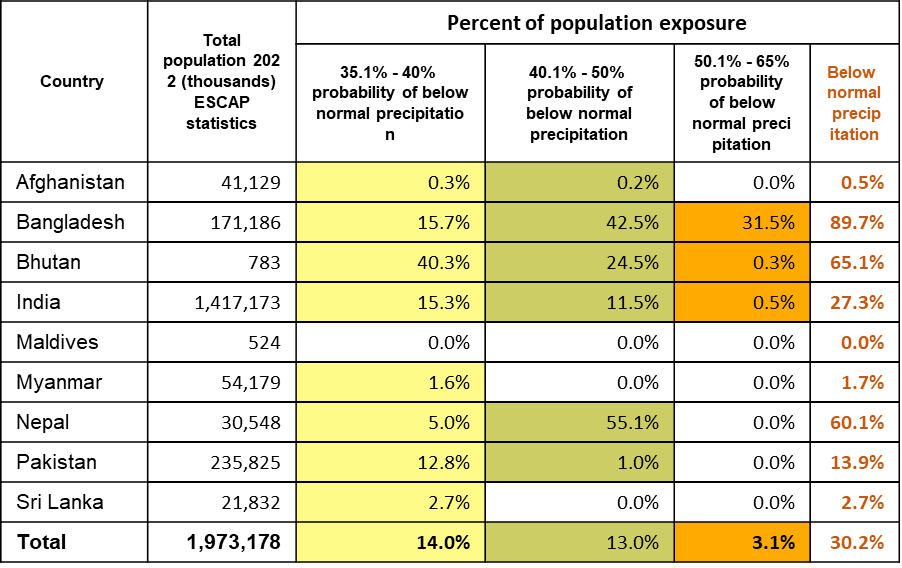 Percent of population exposure
Country
Total
population 202
2 (thousands)
ESCAP
statistics
35.1% - 40%
probability of below
normal precipitatio
n
40.1% - 50%
probability of
below normal
precipitation
50.1% - 65%
probability
of below
normal preci
pitation
Below
normal
precip
itation
Afghanistan 41,129 0.3% 0.2% 0.0% 0.5%
Bangladesh 171,186 15.7% 42.5% 31.5% 89.7%
Bhutan 783 40.3% 24.5% 0.3% 65.1%
India 1,417,173 15.3% 11.5% 0.5% 27.3%
Maldives 524 0.0% 0.0% 0.0% 0.0%
Myanmar 54,179 1.6% 0.0% 0.0% 1.7%
Nepal 30,548 5.0% 55.1% 0.0% 60.1%
Pakistan 235,825 12.8% 1.0% 0.0% 13.9%
Sri Lanka 21,832 2.7% 0.0% 0.0% 2.7%
Total 1,973,178 14.0% 13.0% 3.1% 30.2%